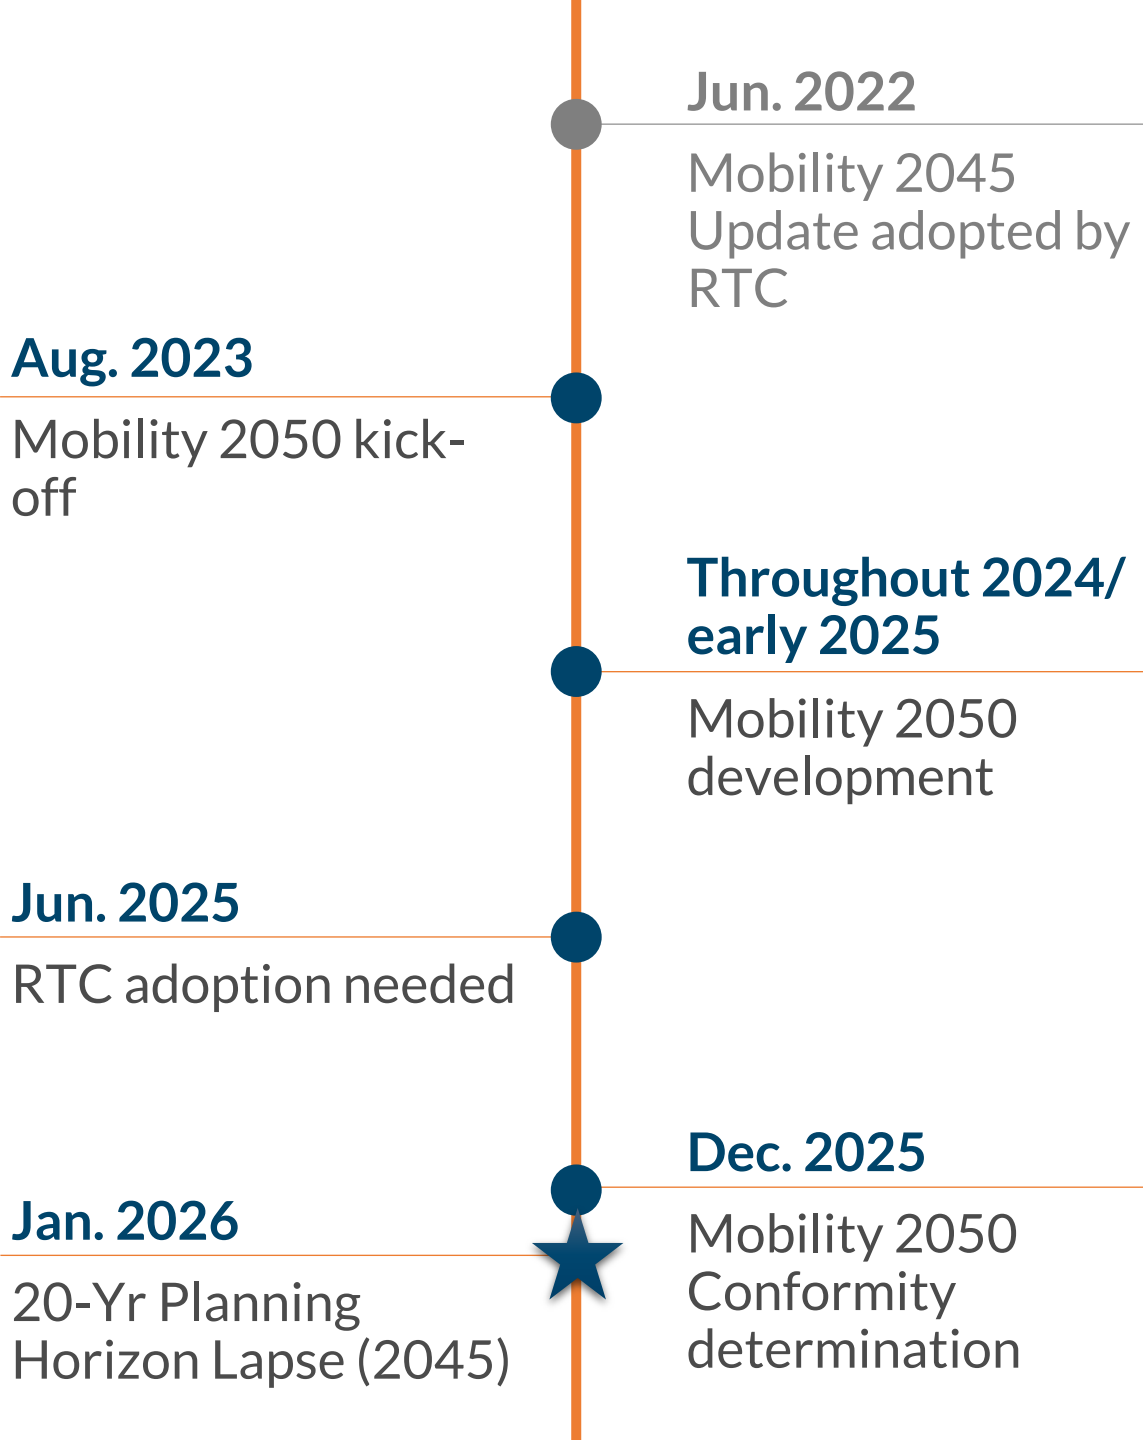 Jun. 2022
Mobility 2045
Update adopted by
RTC
Aug. 2023
Mobility 2050 kick-
off
Throughout 2024/
early 2025
Mobility 2050
development
Jun. 2025
RTC adoption needed
Dec. 2025
Mobility 2050
Conformity
determination
Jan. 2026
20-Yr Planning
Horizon Lapse (2045)